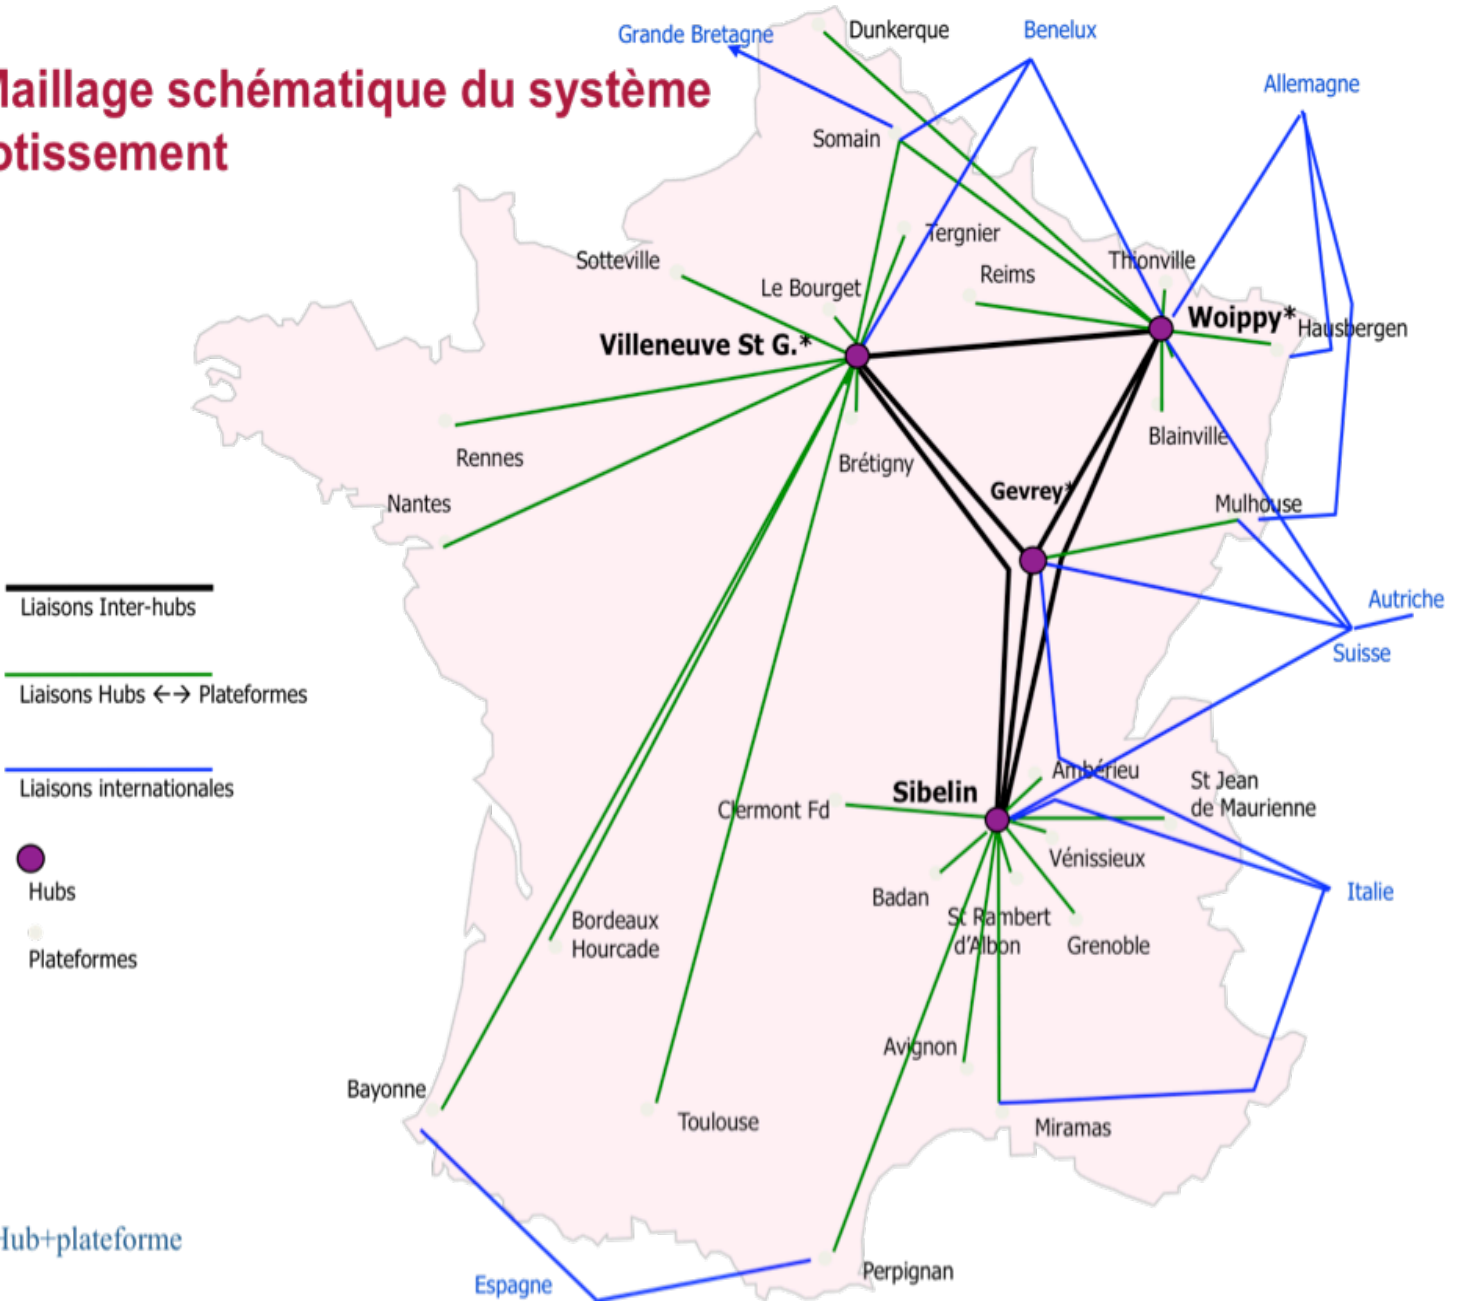 Maillage schématique du système
otissement
Grande Bretagne
Dunkerque
Benelux
Allemagne
Somain
Tergnier
Sotteville
Le Bourget
Reims
Thionville
Villeneuve St G.*
Woippy*
Hausbergen
Rennes
Brétigny
Blainville
Nantes
Gevrey*
Mulhouse
Autriche
Suisse
Liaisons Inter-hubs
Liaisons Hubs ←→ Plateformes
Liaisons internationales
Hubs
Plateformes
Sibelin
Ambérieu
St Jean
de Maurienne
Clermont Fd
Vénissieux
Badan
St Rambert
d'Albon
Grenoble
Italie
Bordeaux
Hourcade
Avignon
Bayonne
Toulouse
Miramas
Hub+plateforme
Espagne
Perpignan